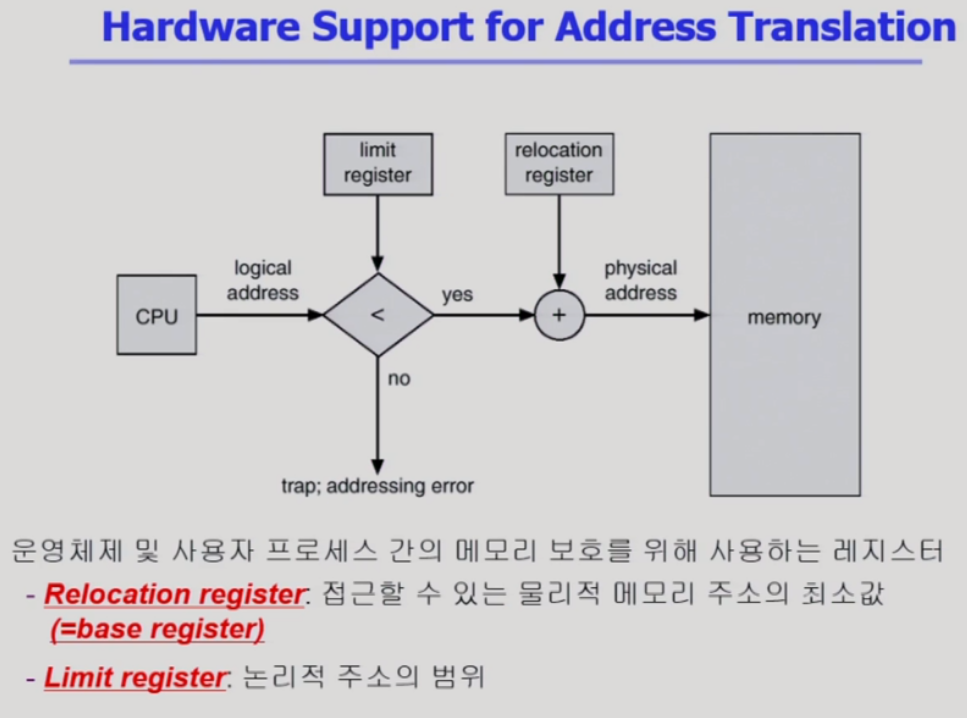 Hardware Support for Address Translation
limit
register
relocation
register
logical
address
physical
address
CPU
<
yes
+
memory
no
trap; addressing error
운영체제 및 사용자 프로세스 간의 메모리 보호를 위해 사용하는 레지스터
- Relocation register: 접근할 수 있는 물리적 메모리 주소의 최소값
(=base register)
- Limit register: 논리적 주소의 범위